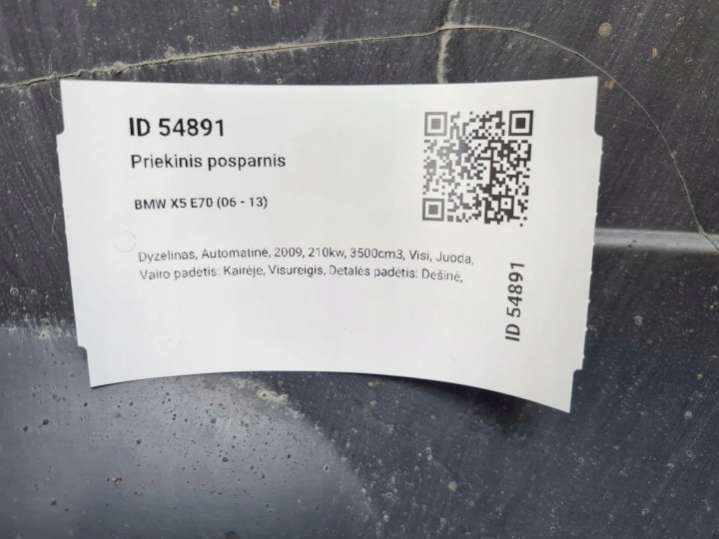 ID 54891
Priekinis posparnis
BMW X5 E70 (06 - 13)
Dyzelinas, Automatinė, 2009, 210kw, 3500cm3, Visi, Juoda,
Vairo padėtis: Kairėje, Visureigis, Detalės padėtis: Dešinė,
ID 54891